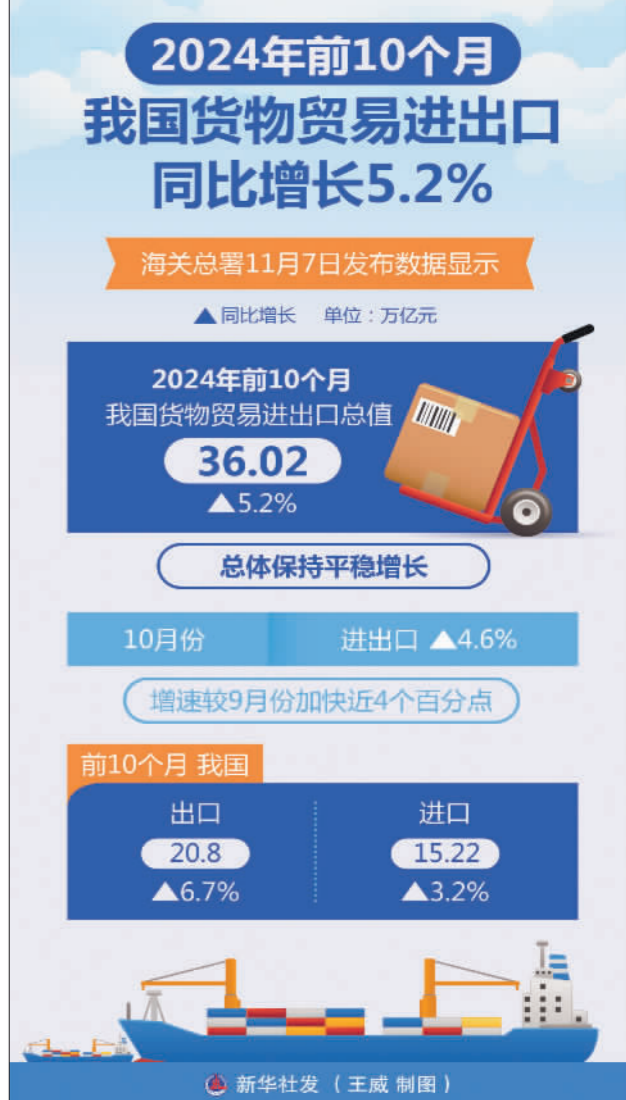 2024年前10个月
我国货物贸易进出口
同比增长5.2%
海关总署11月7日发布数据显示
▲同比增长 单位：万亿元
2024年前10个月
我国货物贸易进出口总值
36.02
▲5.2%
总体保持平稳增长
10月份 进出口 ▲4.6%
增速较9月份加快近4个百分点
前10个月 我国
出口 进口
20.8 15.22
▲6.7% ▲3.2%
新华社发（王威 制图）